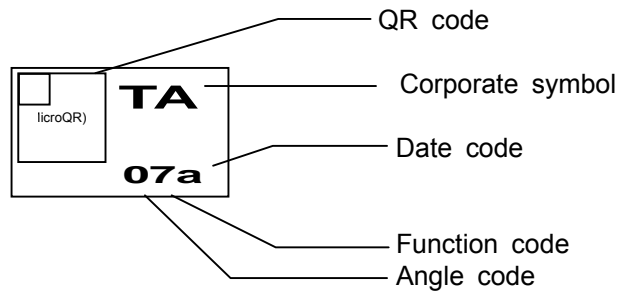 QR code
TA
Corporate symbol
licroQR)
Date code
07a
Function code
Angle code